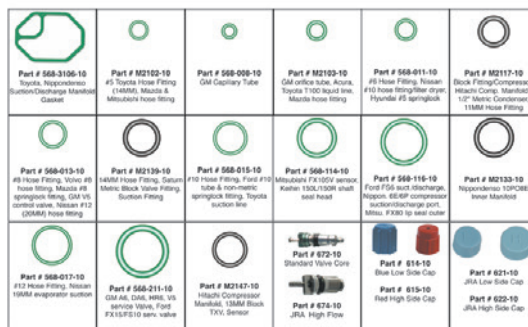 Part # 568-3106-10
Toyota, Nippondenso
Suction/Discharge Manifold
Gasket
Part # M2102-10
#5 Toyota Hose Fitting
(14MM), Mazda &
Mitsubishi hose fitting
Part # 568-008-10
GM Capillary Tube
Part # M2103-10
GM orifice tube, Acura,
Toyota T100 liquid line,
Mazda hose fitting
Part # 568-011-10
#6 Hose Fitting, Nissan
#10 hose fitting/filter dryer,
Hyundai #5 springlock
Part # M2117-10
Block Fitting/Compress
Hitachi Comp. Manifold
1/2" Metric Condenser
11MM Hose Fitting
Part # 568-013-10
#8 Hose Fitting, Volvo #6
hose fitting, Mazda #8
springlock fitting, GM V5
control valve, Nissan #12
(20MM) hose fitting
Part # M2139-10
14MM Hose Fitting, Saturn
Metric Block Valve Fitting,
Suction Fitting
Part # 568-015-10
#10 Hose Fitting, Ford #10
tube & non-metric
springlock fitting, Toyota
suction line
Part # 568-114-10
Mitsubishi FX105V sensor,
Keihin 150L/150R shaft
seal head
Part # 568-116-10
Ford FS6 suct./discharge,
Nippon. 6E/6P compressor
suction/discharge port,
Mitsu. FX80 lip seal outer
Part # M2133-10
Nippondenso 10PO8E
Inner Manifold
Part # 568-017-10
#12 Hose Fitting, Nissan
19MM evaporator suction
Part # 568-211-10
GM A6, DA6, HR6, V5
service valve, Ford
FX15/FS10 serv. valve
Part # M2147-10
Hitachi Compressor
Manifold, 13MM Block
TXV, Sensor
Part # 672-10
Standard Valve Core
Part # 674-10
JRA High Flow
Part # 614-10
Blue Low Side Cap
Part # 615-10
Red High Side Cap
Part # 621-10
JRA Low Side Cap
Part # 622-10
JRA High Side Cap